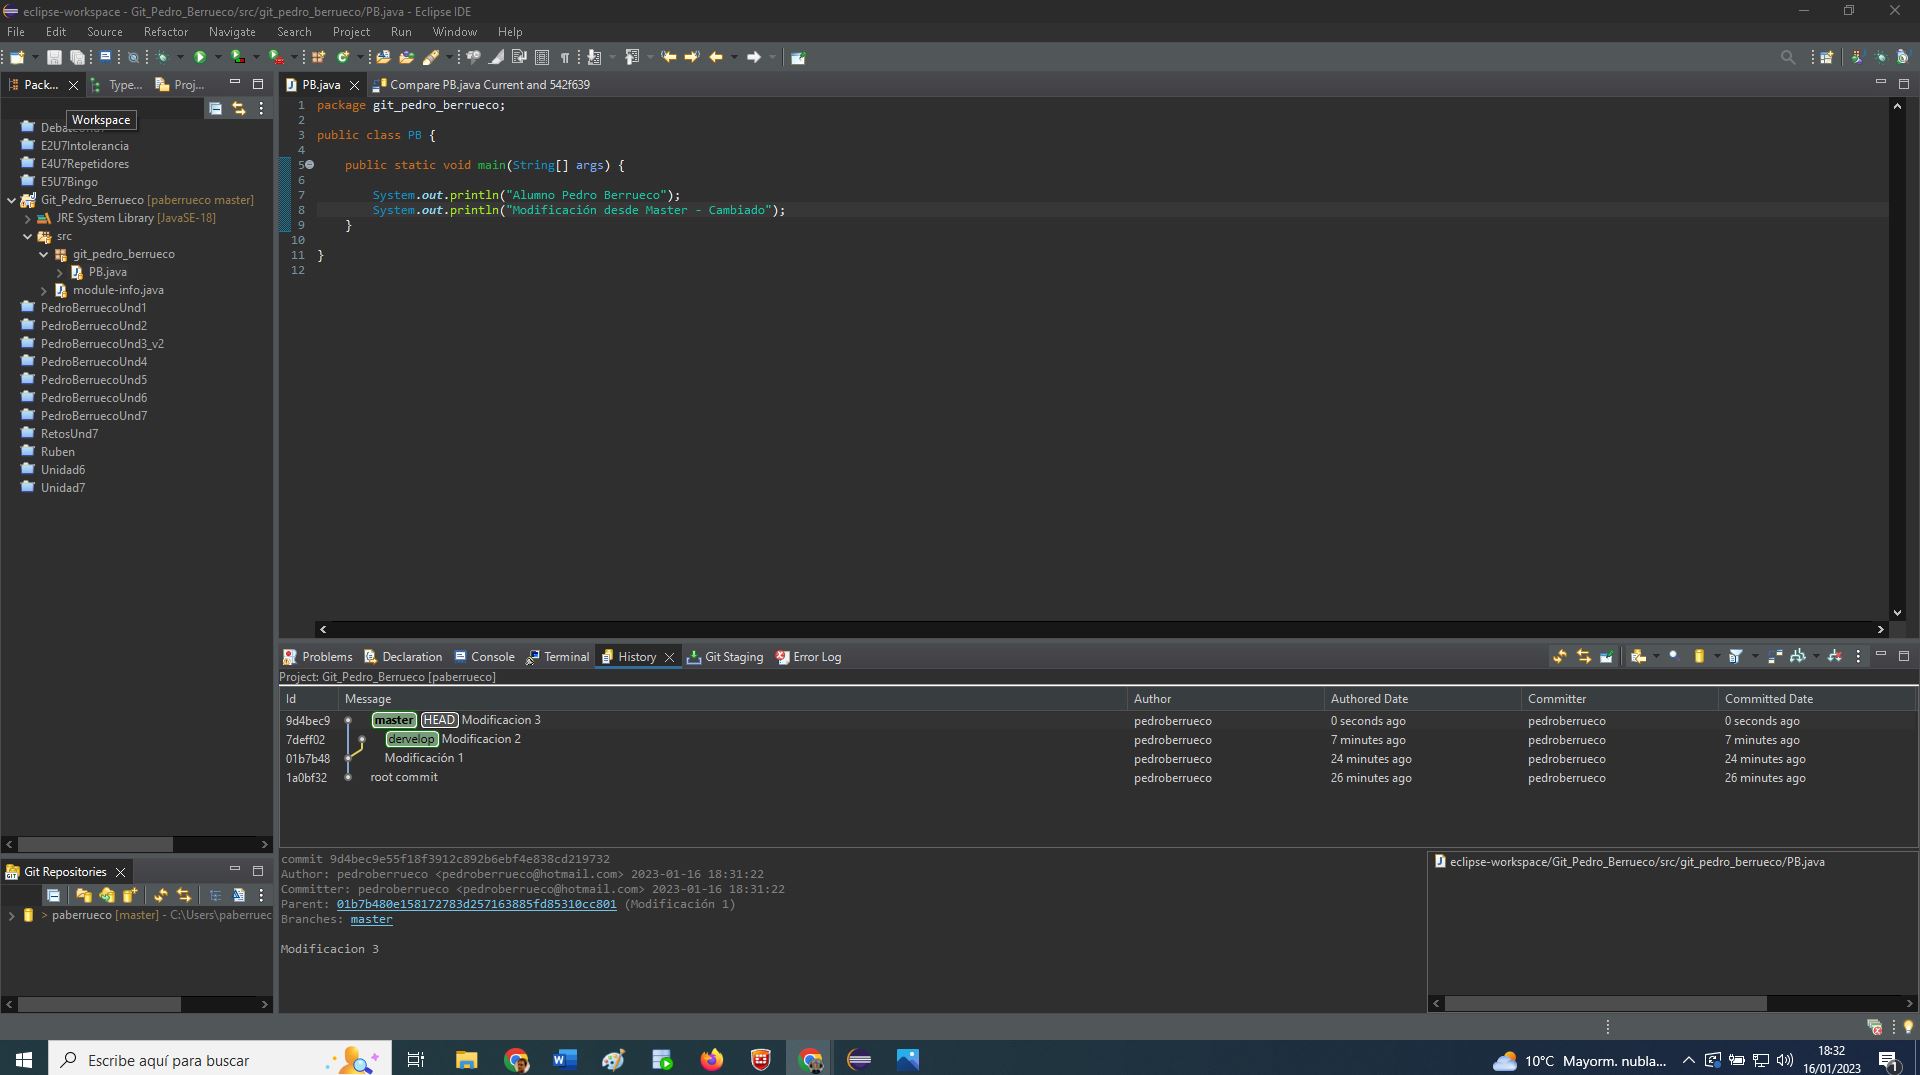 eclipse-workspace - Git_Pedro_Berrueco/src/git_pedro_berrueco/PB.java - Eclipse IDE
File Edit Source Refactor Navigate Search Project Run Window Help
Pack... Type... Proj...
Workspace
E2U7Intolerancia
E4U7Repetidores
E5U7Bingo
Git_Pedro_Berrueco [paberrueco master]
JRE System Library [JavaSE-18]
src
git_pedro_berrueco
PB.java
module-info.java
PedroBerruecoUnd1
PedroBerruecoUnd2
PedroBerruecoUnd3_v2
PedroBerruecoUnd4
PedroBerruecoUnd5
PedroBerruecoUnd6
PedroBerruecoUnd7
RetosUnd7
Ruben
Unidad6
Unidad7
Git Repositories
> paberrueco [master] - C:\Users\paberruec
PB.java Compare PB.java Current and 542f639
1 package git_pedro_berrueco;
2
3 public class PB {
4
5 public static void main(String[] args) {
6
7 System.out.println("Alumno Pedro Berrueco");
8 System.out.println("Modificación desde Master - Cambiado");
9 }
10
11 }
12
Problems Declaration Console Terminal History Git Staging Error Log
Project: Git_Pedro_Berrueco [paberrueco]
Id Message Author Authored Date Committer Committed Date
9d4bec9 master HEAD Modificacion 3 pedroberrueco 0 seconds ago pedroberrueco 0 seconds ago
7deff02 dervelop Modificacion 2 pedroberrueco 7 minutes ago pedroberrueco 7 minutes ago
01b7b48 Modificación 1 pedroberrueco 24 minutes ago pedroberrueco 24 minutes ago
1a0bf32 root commit pedroberrueco 26 minutes ago pedroberrueco 26 minutes ago
commit 9d4bec9e55f18f3912c892b6ebf4e838cd219732
Author: pedroberrueco <pedroberrueco@hotmail.com> 2023-01-16 18:31:22
Committer: pedroberrueco <pedroberrueco@hotmail.com> 2023-01-16 18:31:22
Parent: 01b7b480e158172783d257163885fd85310cc801 (Modificación 1)
Branches: master
Modificacion 3
eclipse-workspace/Git_Pedro_Berrueco/src/git_pedro_berrueco/PB.java
Escribe aquí para buscar
10°C Mayorm. nubla...
18:32
16/01/2023
1